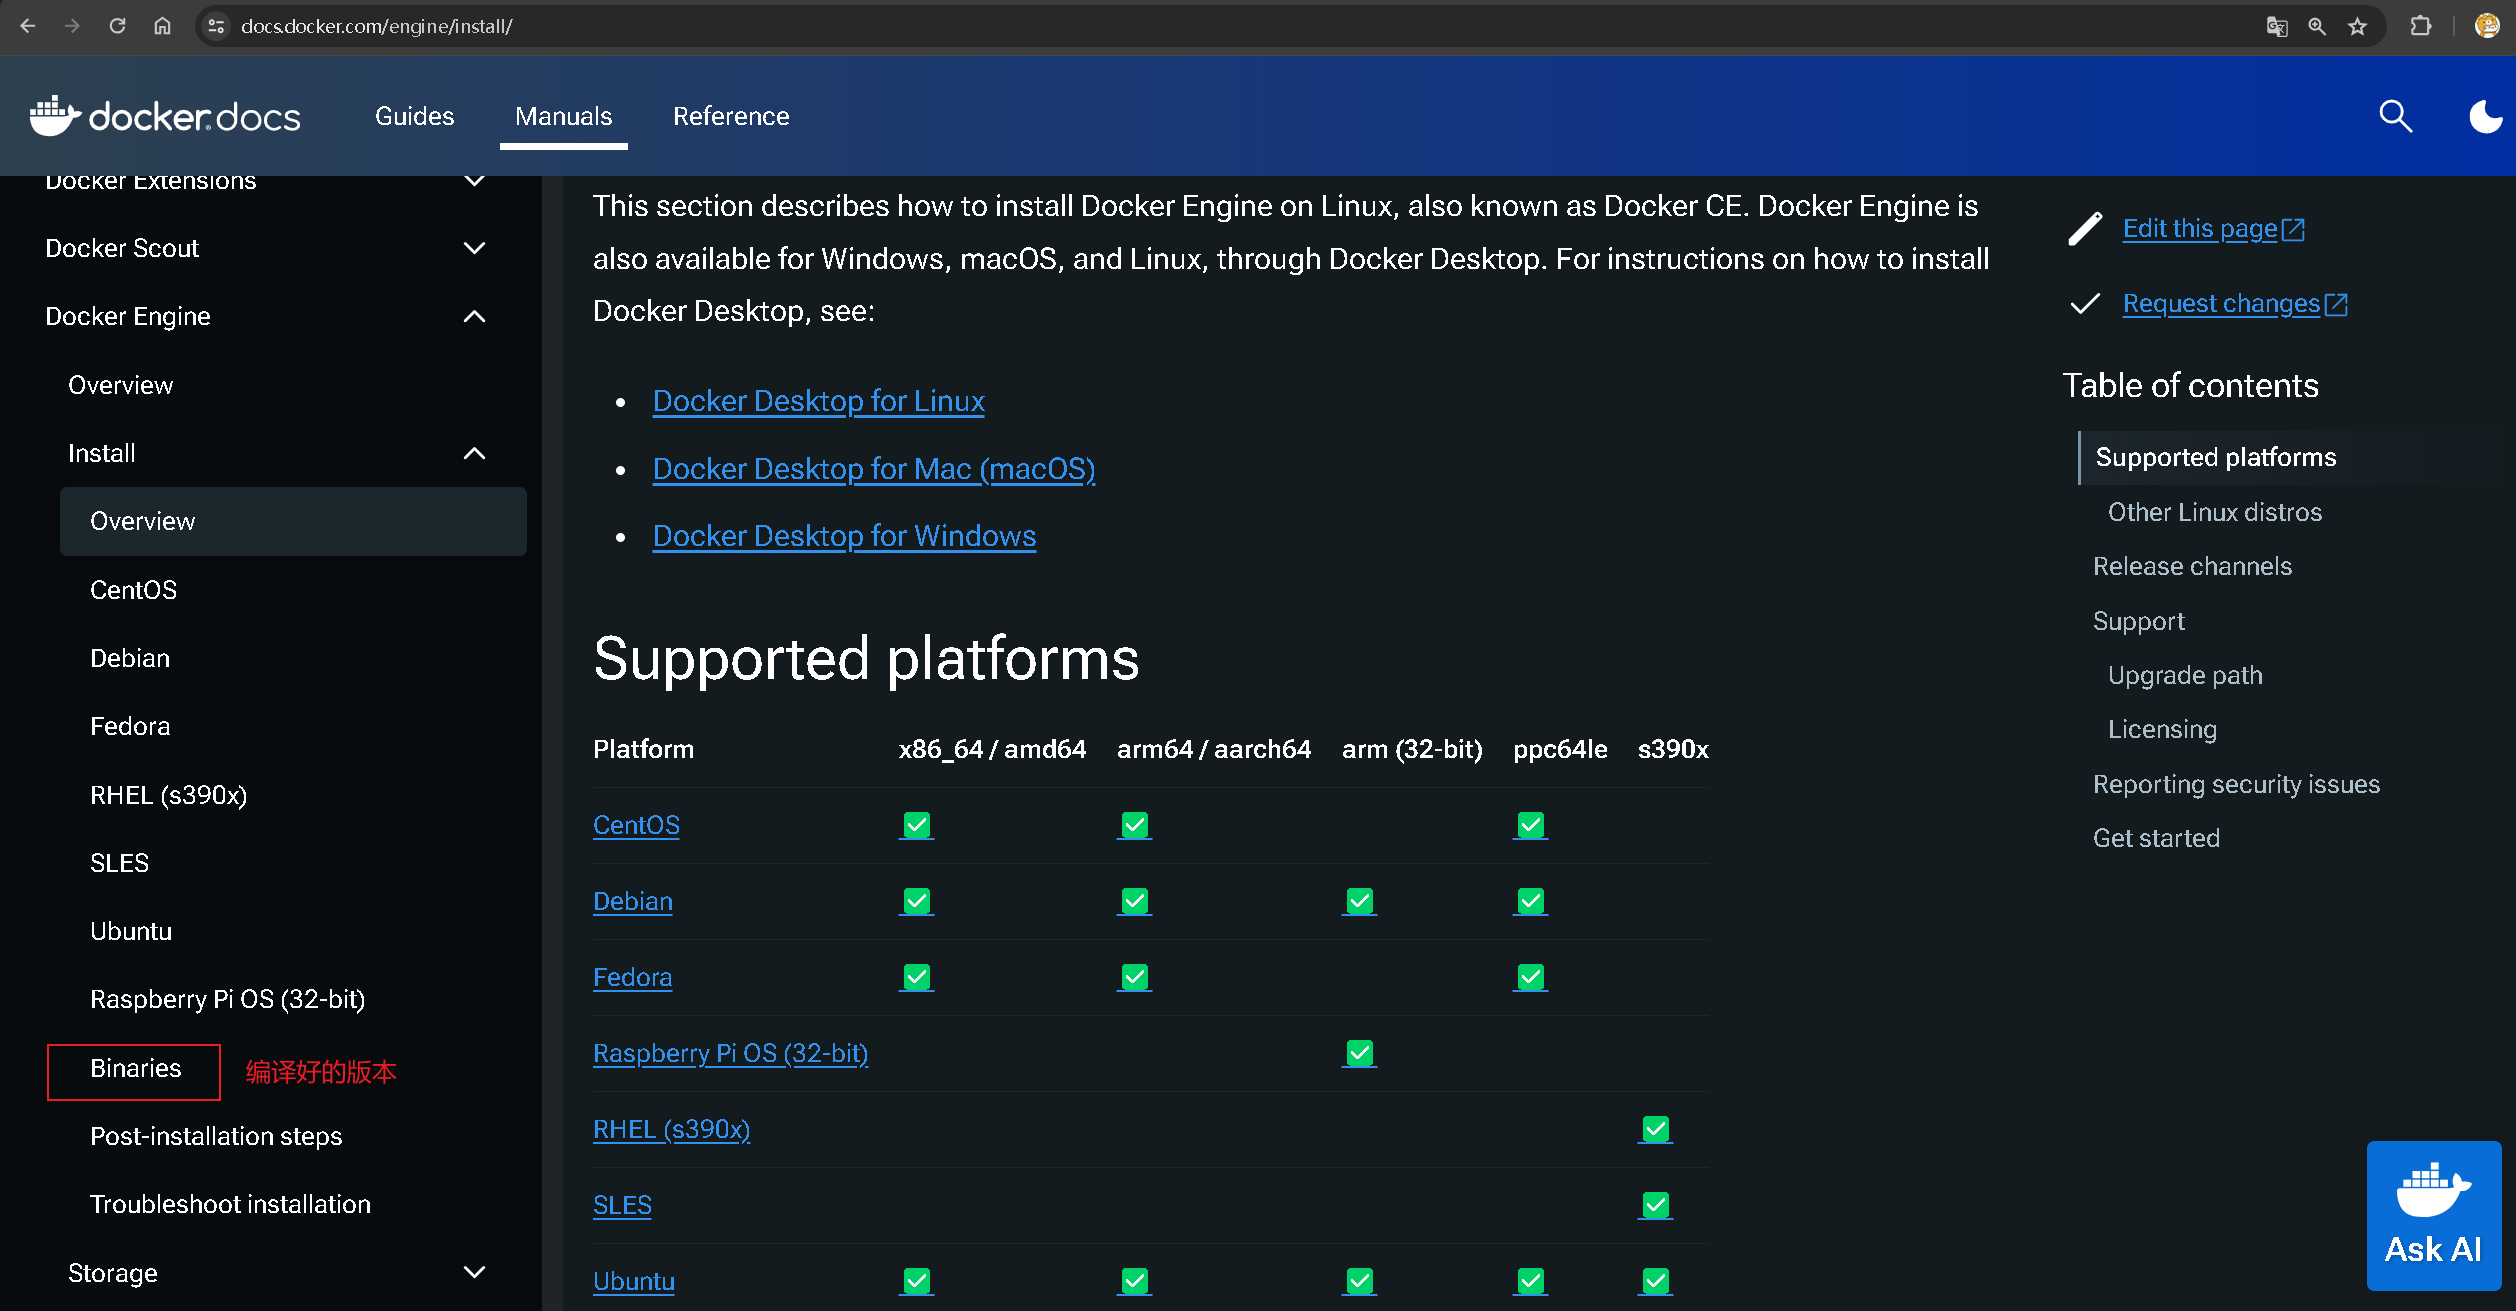 docs.docker.com/engine/install/
docker.docs
Guides
Manuals
Reference
Docker Extensions
Docker Scout
Docker Engine
Overview
Install
Overview
CentOS
Debian
Fedora
RHEL (s390x)
SLES
Ubuntu
Raspberry Pi OS (32-bit)
Binaries
编译好的版本
Post-installation steps
Troubleshoot installation
Storage
This section describes how to install Docker Engine on Linux, also known as Docker CE. Docker Engine is
also available for Windows, macOS, and Linux, through Docker Desktop. For instructions on how to install
Docker Desktop, see:
Docker Desktop for Linux
Docker Desktop for Mac (macOS)
Docker Desktop for Windows
Supported platforms
Platform x86_64 / amd64 arm64 / aarch64 arm (32-bit) ppc64le s390x
CentOS ✅ ✅ ✅
Debian ✅ ✅ ✅ ✅
Fedora ✅ ✅ ✅
Raspberry Pi OS (32-bit) ✅
RHEL (s390x) ✅
SLES ✅
Ubuntu ✅ ✅ ✅ ✅ ✅
Edit this page
Request changes
Table of contents
Supported platforms
Other Linux distros
Release channels
Support
Upgrade path
Licensing
Reporting security issues
Get started
Ask AI